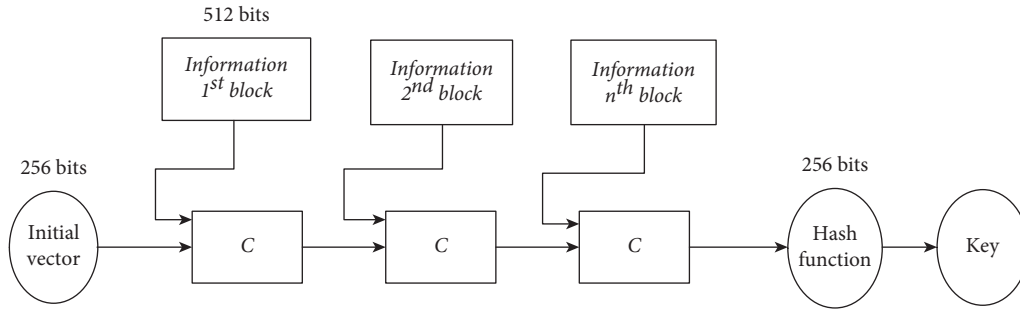 512 bits
Information
1st block
Information
2nd block
Information
nth block
256 bits
Initial
vector
C
C
C
256 bits
Hash
function
Key